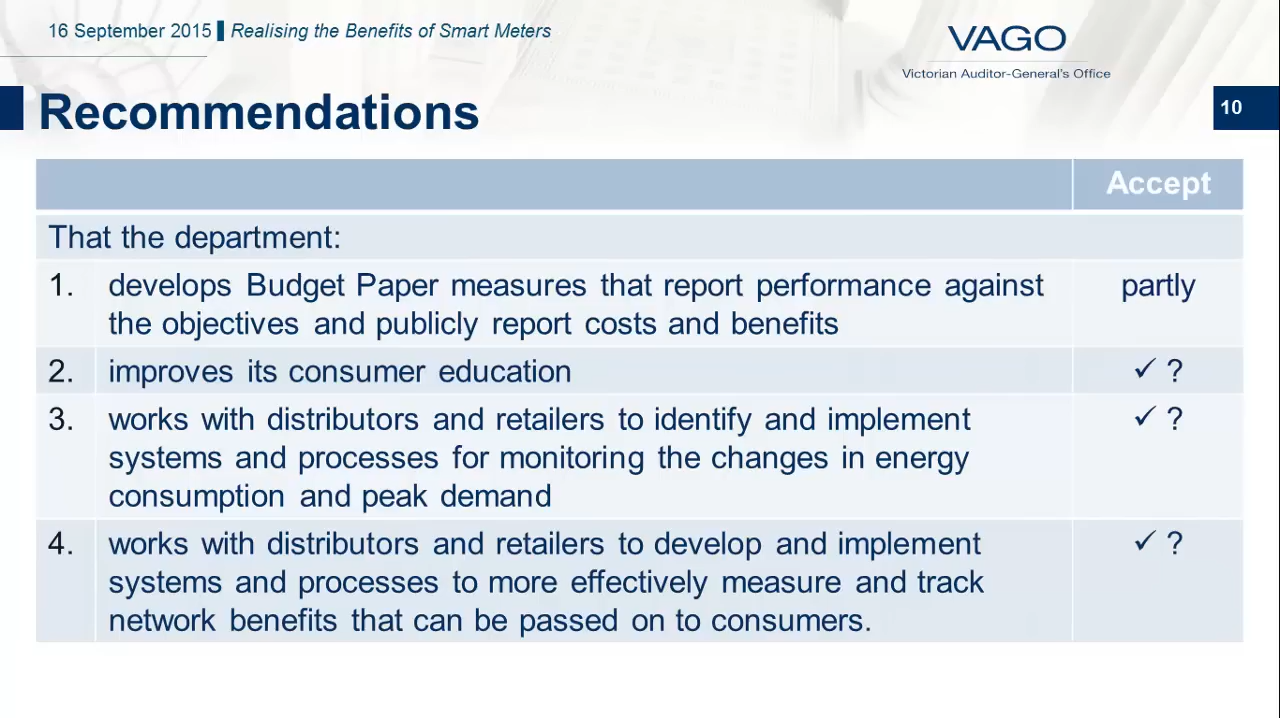 16 September 2015 Realising the Benefits of Smart Meters
VAGO
Victorian Auditor-General's Office
Recommendations
10
Accept
That the department:
1. develops Budget Paper measures that report performance against partly
the objectives and publicly report costs and benefits
2. improves its consumer education ✓ ?
3. works with distributors and retailers to identify and implement ✓ ?
systems and processes for monitoring the changes in energy
consumption and peak demand
4. works with distributors and retailers to develop and implement ✓ ?
systems and processes to more effectively measure and track
network benefits that can be passed on to consumers.